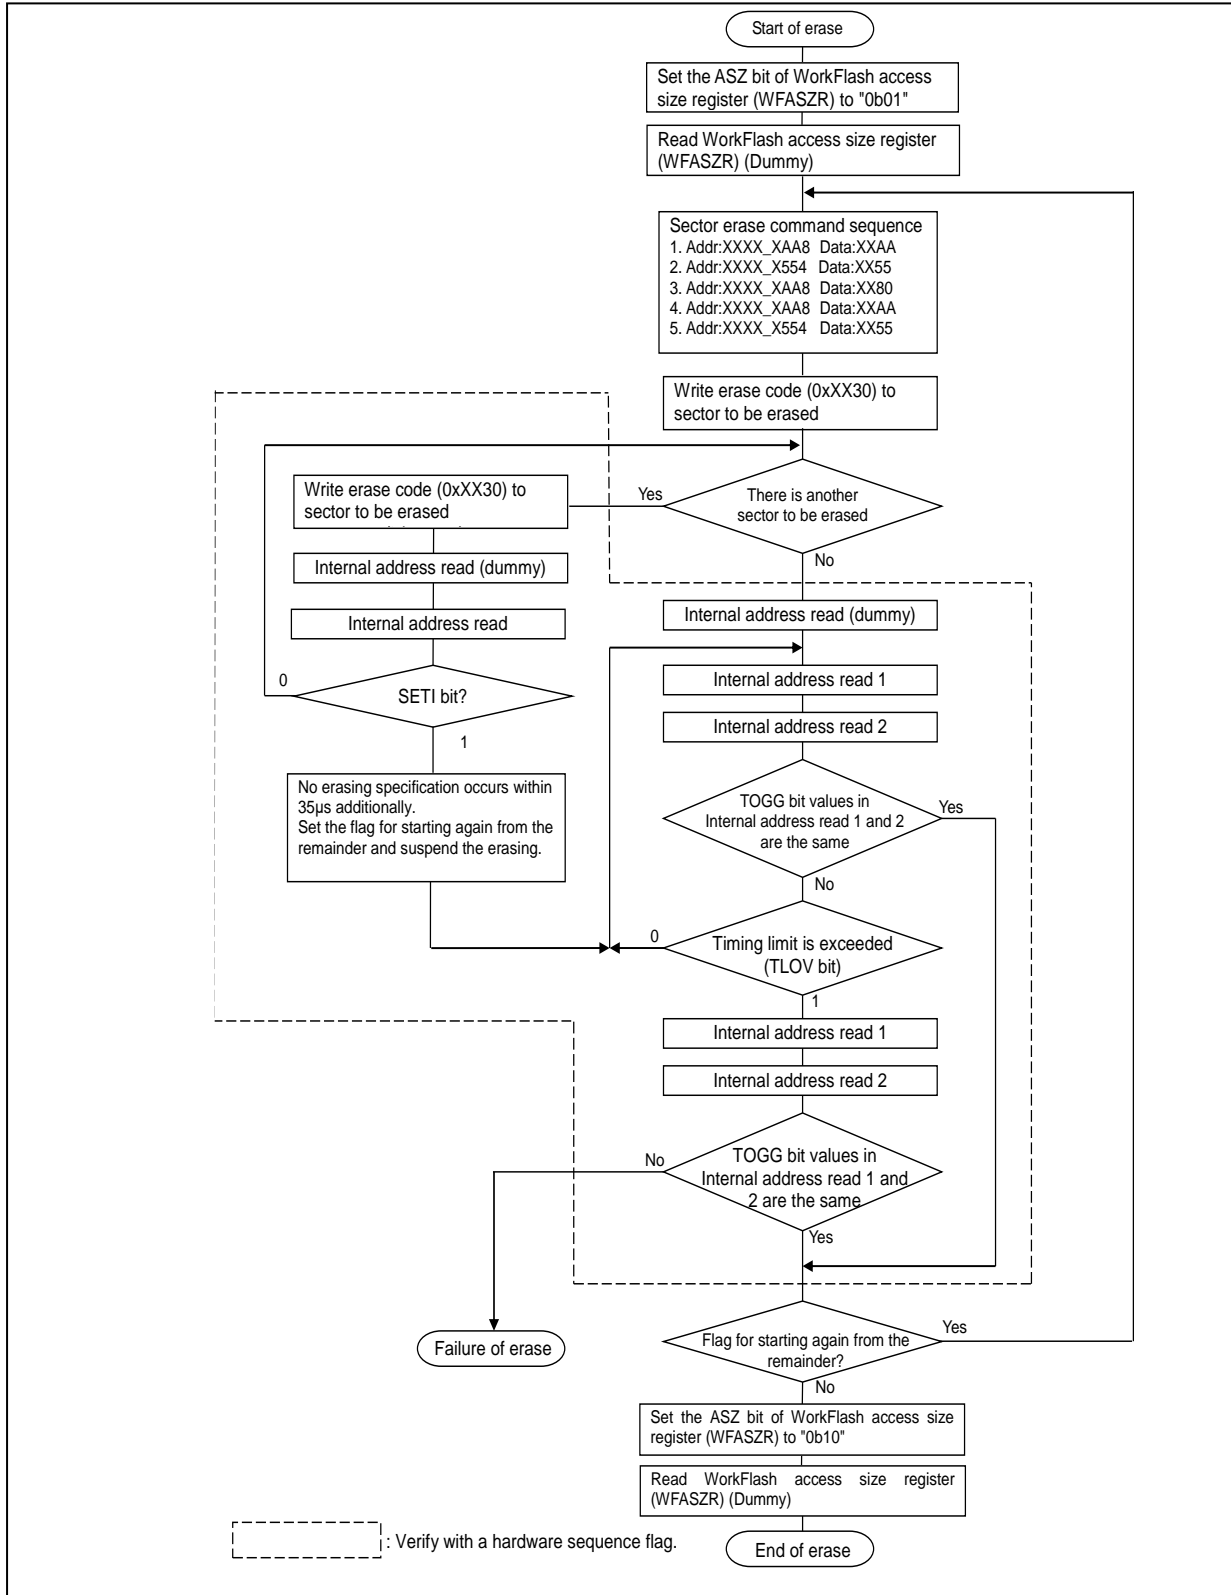 Start of erase
Set the ASZ bit of WorkFlash access
size register (WFASZR) to "0b01"
Read WorkFlash access size register
(WFASZR) (Dummy)
Sector erase command sequence
1. Addr:XXXX_XAA8 Data:XXAA
2. Addr:XXXX_X554 Data:XX55
3. Addr:XXXX_XAA8 Data:XX80
4. Addr:XXXX_XAA8 Data:XXAA
5. Addr:XXXX_X554 Data:XX55
Write erase code (0xXX30) to
sector to be erased
There is another
sector to be erased
Yes
No
Write erase code (0xXX30) to
sector to be erased
Internal address read (dummy)
Internal address read
SETI bit?
0
1
No erasing specification occurs within
35µs additionally.
Set the flag for starting again from the
remainder and suspend the erasing.
Internal address read (dummy)
Internal address read 1
Internal address read 2
TOGG bit values in
Internal address read 1 and 2
are the same
Yes
No
Timing limit is exceeded
(TLOV bit)
0
1
Internal address read 1
Internal address read 2
TOGG bit values in
Internal address read 1 and
2 are the same
No
Yes
Failure of erase
Flag for starting again from the
remainder?
Yes
No
Set the ASZ bit of WorkFlash access size
register (WFASZR) to "0b10"
Read WorkFlash access size register
(WFASZR) (Dummy)
End of erase
: Verify with a hardware sequence flag.